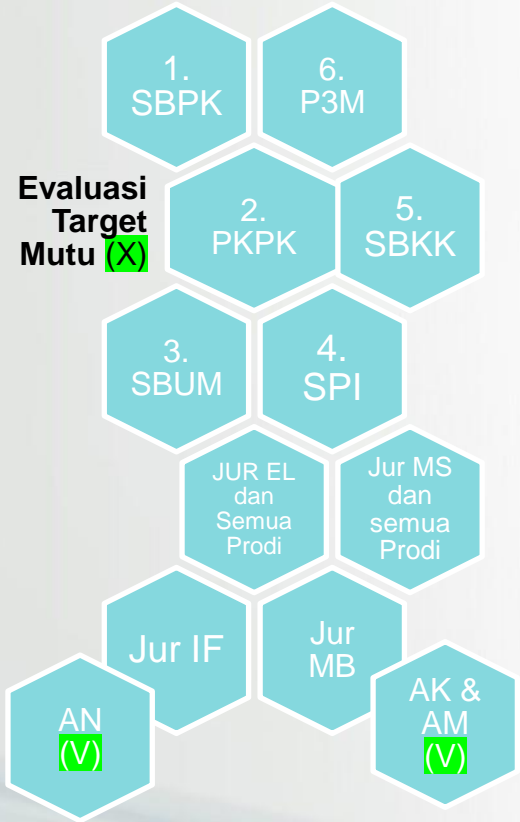 1.
SBPK
6.
P3M
Evaluasi
Target
Mutu (X)
2.
PKPK
5.
SBKK
3.
SBUM
4.
SPI
JUR EL
dan
Semua
Prodi
Jur MS
dan
semua
Prodi
Jur IF
Jur
MB
AN
(V)
AK &
AM
(V)